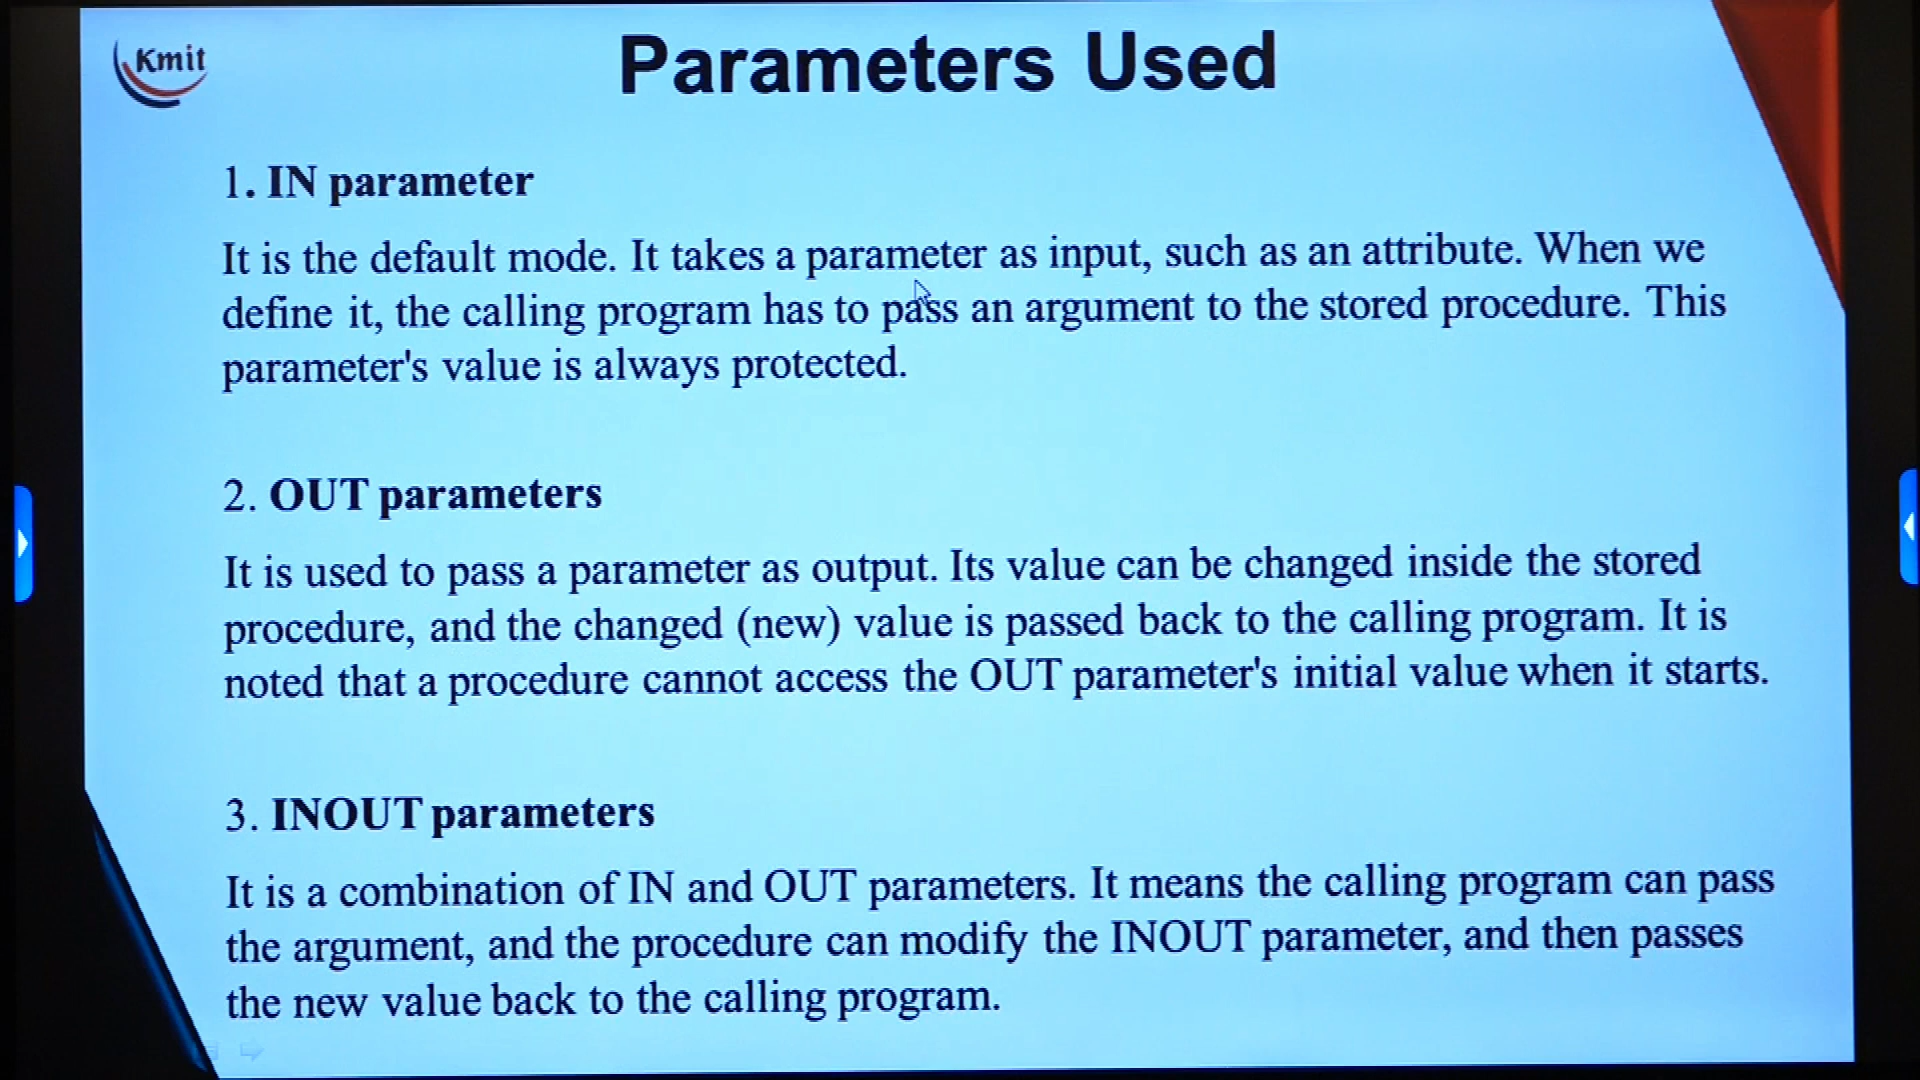 Kmit
Parameters Used
1. IN parameter
It is the default mode. It takes a parameter as input, such as an attribute. When we
define it, the calling program has to pass an argument to the stored procedure. This
parameter's value is always protected.
2. OUT parameters
It is used to pass a parameter as output. Its value can be changed inside the stored
procedure, and the changed (new) value is passed back to the calling program. It is
noted that a procedure cannot access the OUT parameter's initial value when it starts.
3. INOUT parameters
It is a combination of IN and OUT parameters. It means the calling program can pass
the argument, and the procedure can modify the INOUT parameter, and then passes
the new value back to the calling program.